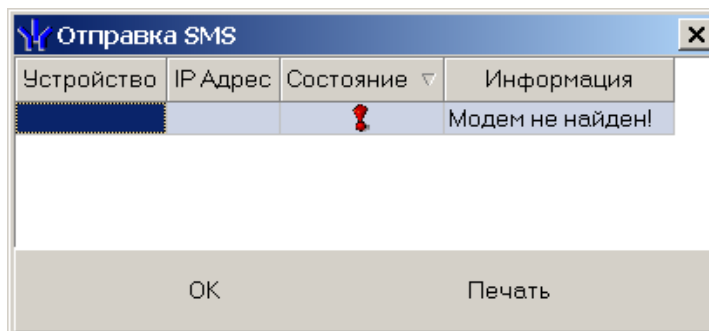 Отправка SMS
Устройство IP Адрес Состояние Информация
Модем не найден!
OK Печать